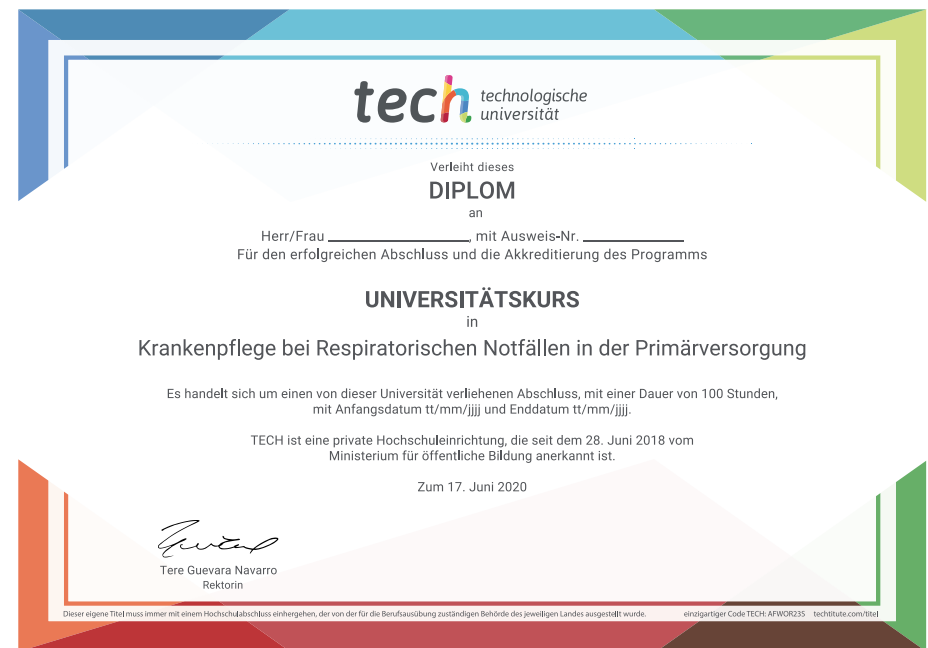 tech technologische
universität
Verleiht dieses
DIPLOM
an
Herr/Frau ____________________, mit Ausweis-Nr. ______________
Für den erfolgreichen Abschluss und die Akkreditierung des Programms
UNIVERSITÄTSKURS
in
Krankenpflege bei Respiratorischen Notfällen in der Primärversorgung
Es handelt sich um einen von dieser Universität verliehenen Abschluss, mit einer Dauer von 100 Stunden,
mit Anfangsdatum tt/mm/jjjj und Enddatum tt/mm/jjjj.
TECH ist eine private Hochschuleinrichtung, die seit dem 28. Juni 2018 vom
Ministerium für öffentliche Bildung anerkannt ist.
Zum 17. Juni 2020
Tere Guevara Navarro
Rektorin
Dieser eigene Titel muss immer mit einem Hochschulabschluss einhergehen, der von der für die Berufsausübung zuständigen Behörde des jeweiligen Landes ausgestellt wurde. einzigartiger Code TECH: AFWOR23S techtitute.com/titel